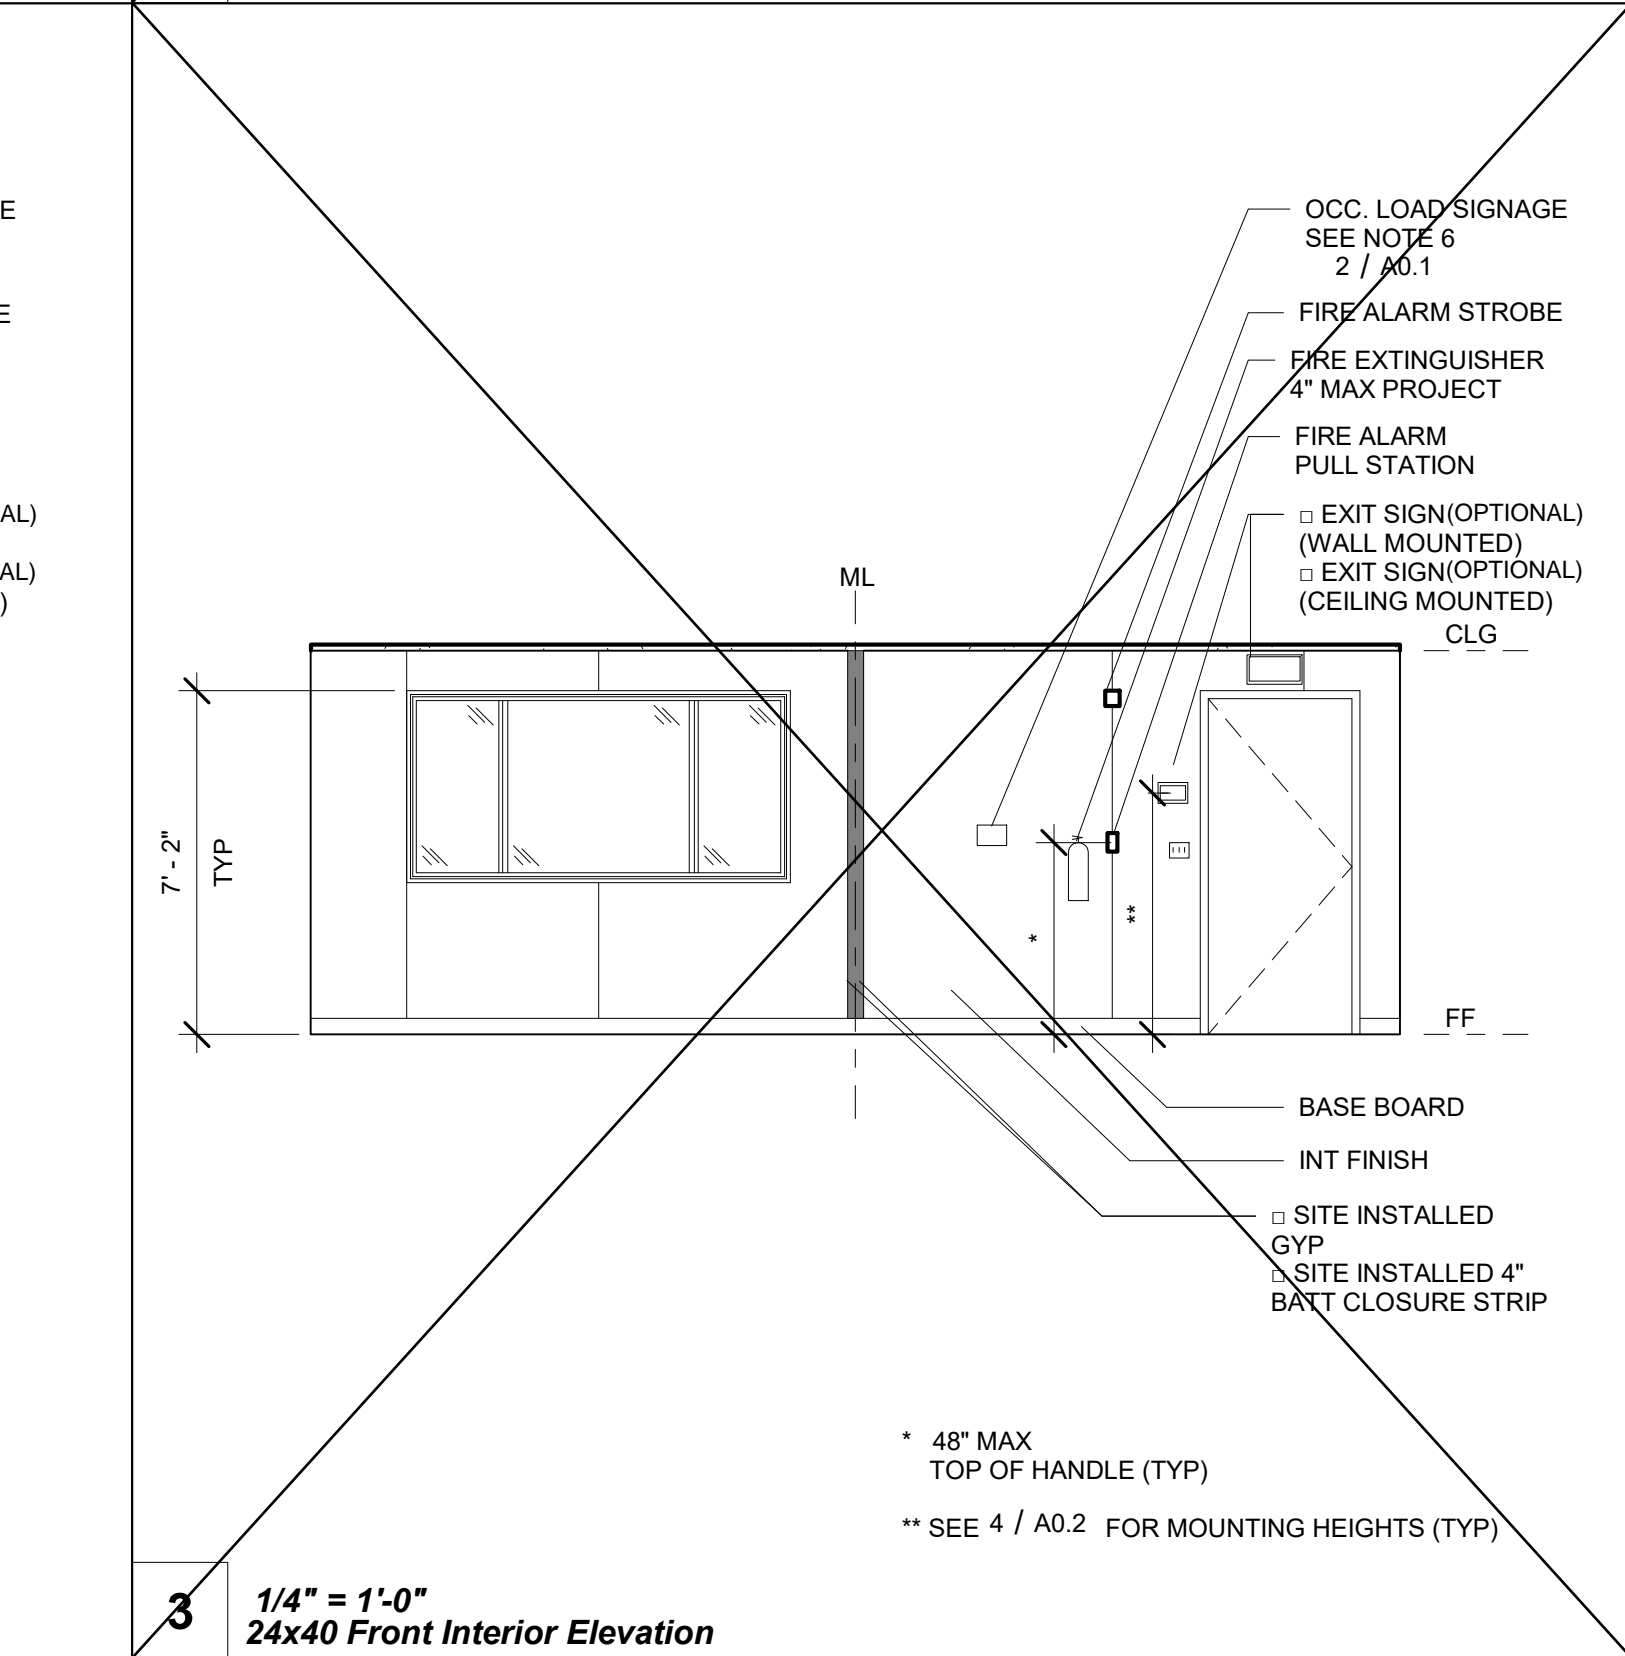 E
E
AL)
AL)
)
OCC. LOAD SIGNAGE
SEE NOTE 6
2 / A0.1
FIRE ALARM STROBE
FIRE EXTINGUISHER
4" MAX PROJECT
FIRE ALARM
PULL STATION
□ EXIT SIGN(OPTIONAL)
(WALL MOUNTED)
□ EXIT SIGN(OPTIONAL)
(CEILING MOUNTED)
CLG
ML
7' - 2"
TYP
*
**
FF
BASE BOARD
INT FINISH
□ SITE INSTALLED
GYP
□ SITE INSTALLED 4"
BATT CLOSURE STRIP
* 48" MAX
TOP OF HANDLE (TYP)
** SEE 4 / A0.2 FOR MOUNTING HEIGHTS (TYP)
3
1/4" = 1'-0"
24x40 Front Interior Elevation